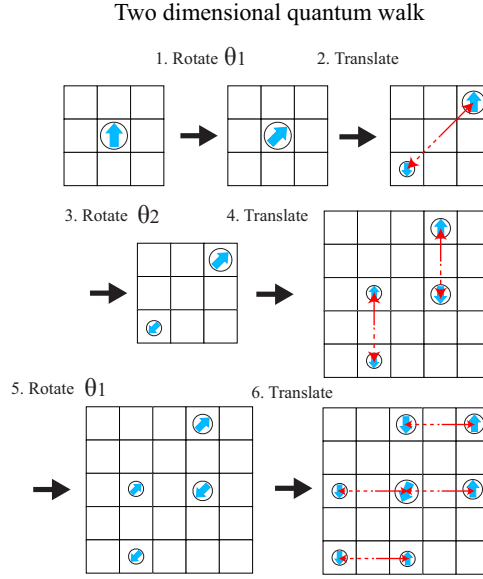 Two dimensional quantum walk
1. Rotate θ1
2. Translate
3. Rotate θ2
4. Translate
5. Rotate θ1
6. Translate